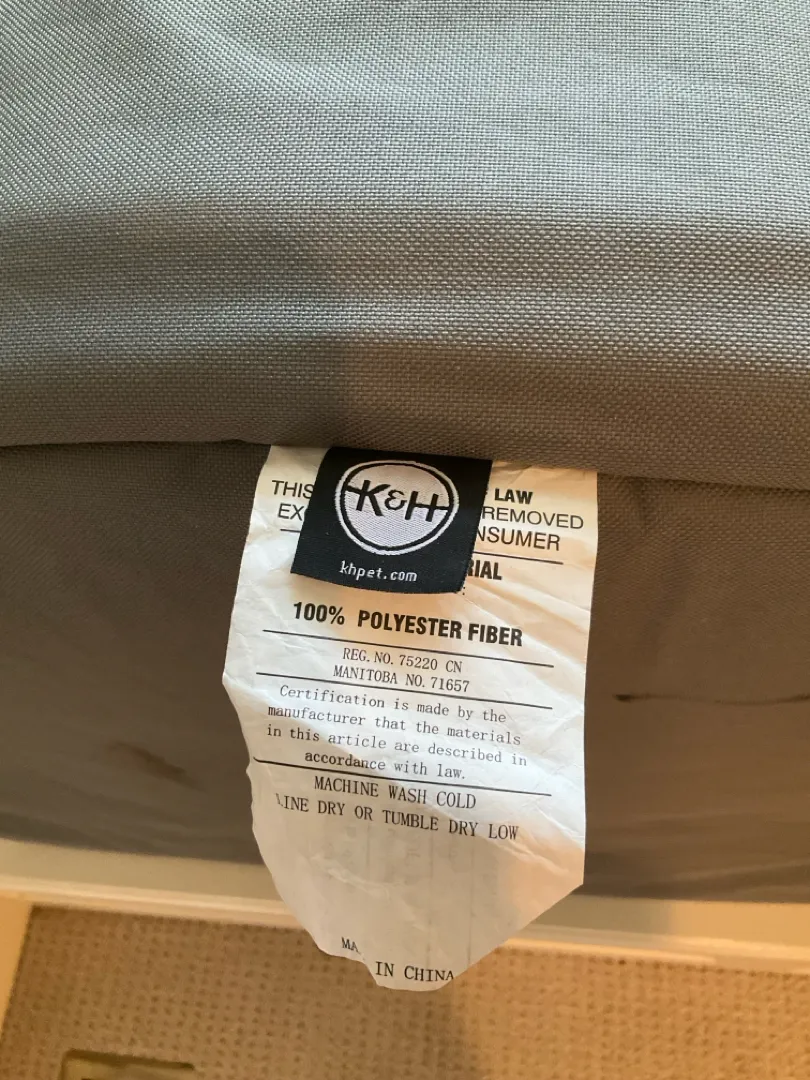 K&H
khpet.com
THIS LAW
EX REMOVED
NSUMER
RIAL
100% POLYESTER FIBER
REG. NO. 75220 CN
MANITOBA NO. 71657
Certification is made by the
manufacturer that the materials
in this article are described in
accordance with law.
MACHINE WASH COLD
LINE DRY OR TUMBLE DRY LOW
MA
IN CHINA